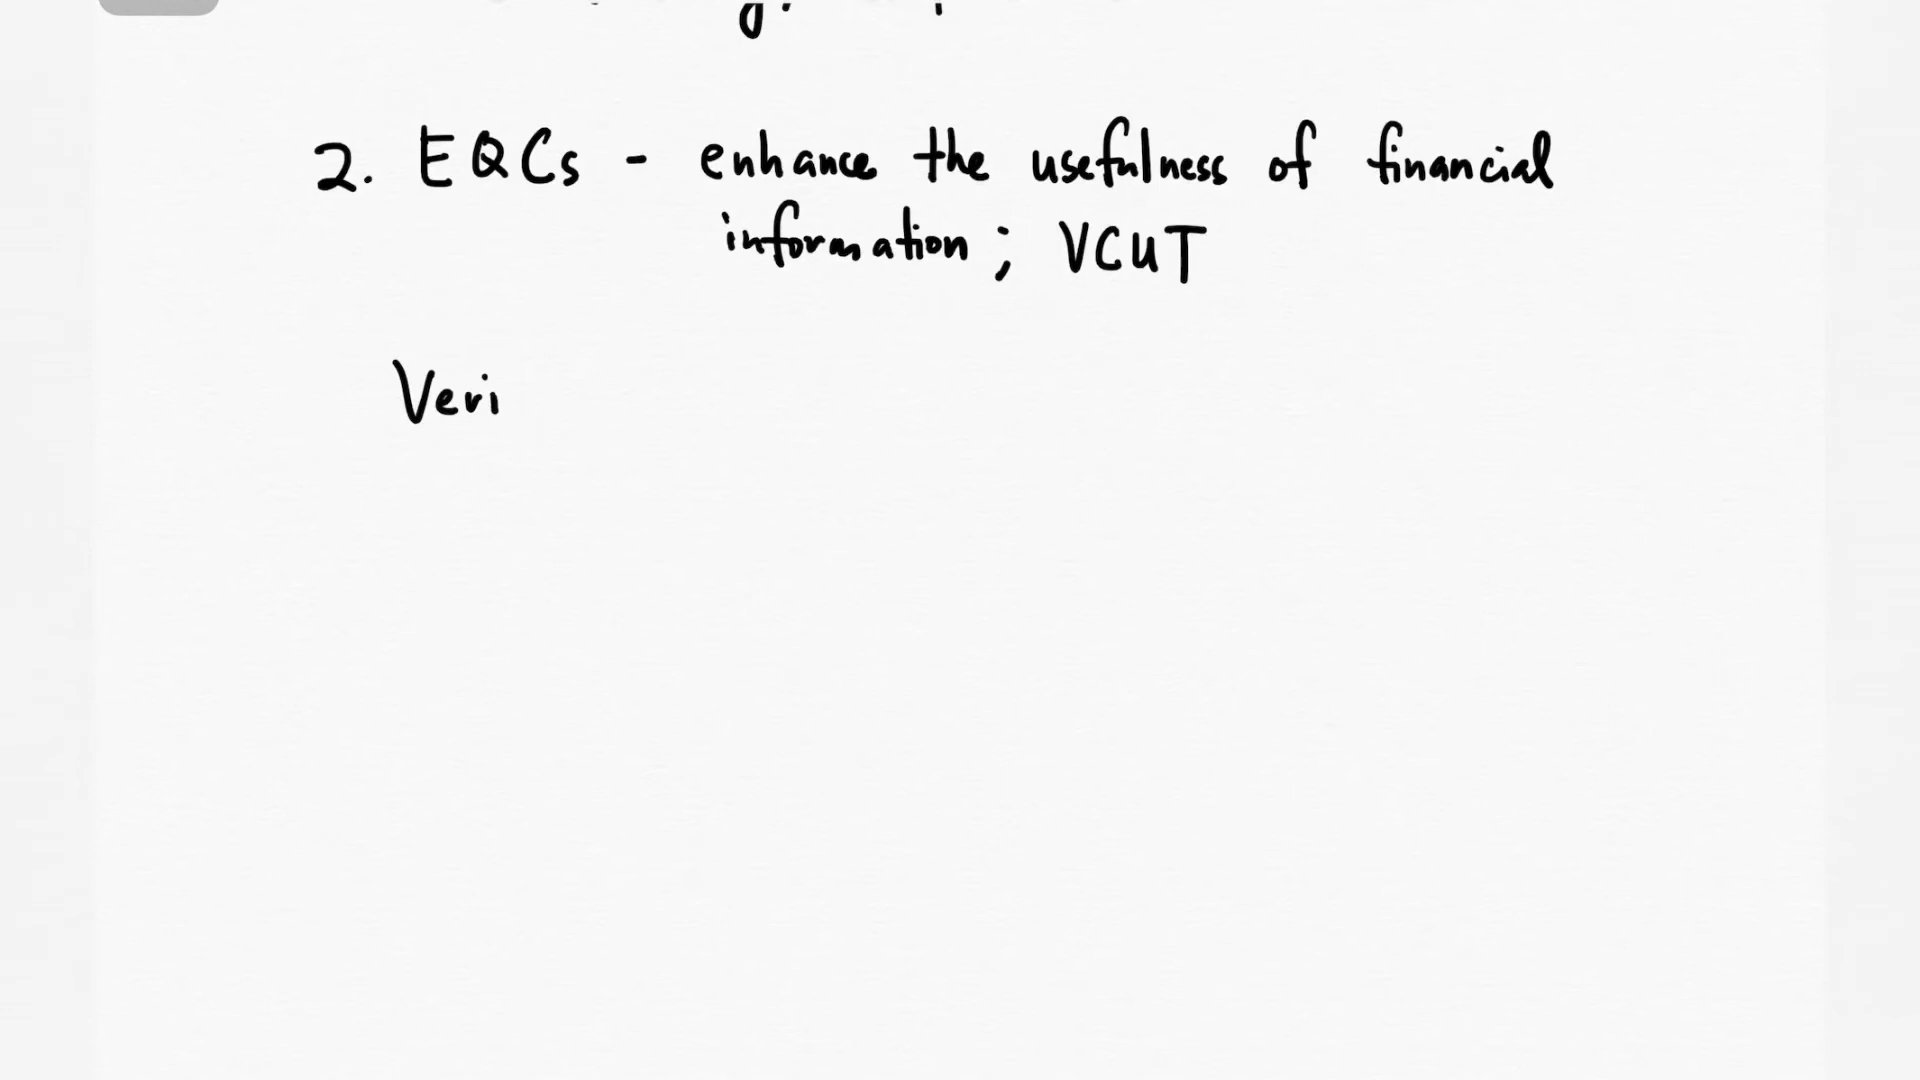 2. EQCs - enhance the usefulness of financial
information; VCUT
Veri